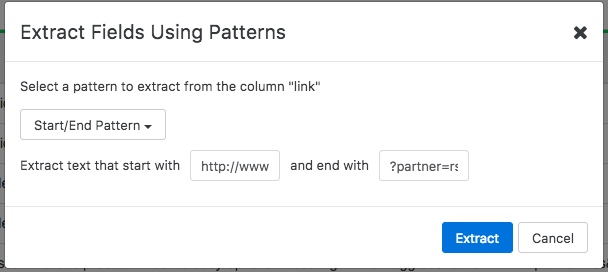 Extract Fields Using Patterns
Select a pattern to extract from the column "link"
Start/End Pattern
Extract text that start with http://www and end with ?partner=rs
Extract Cancel